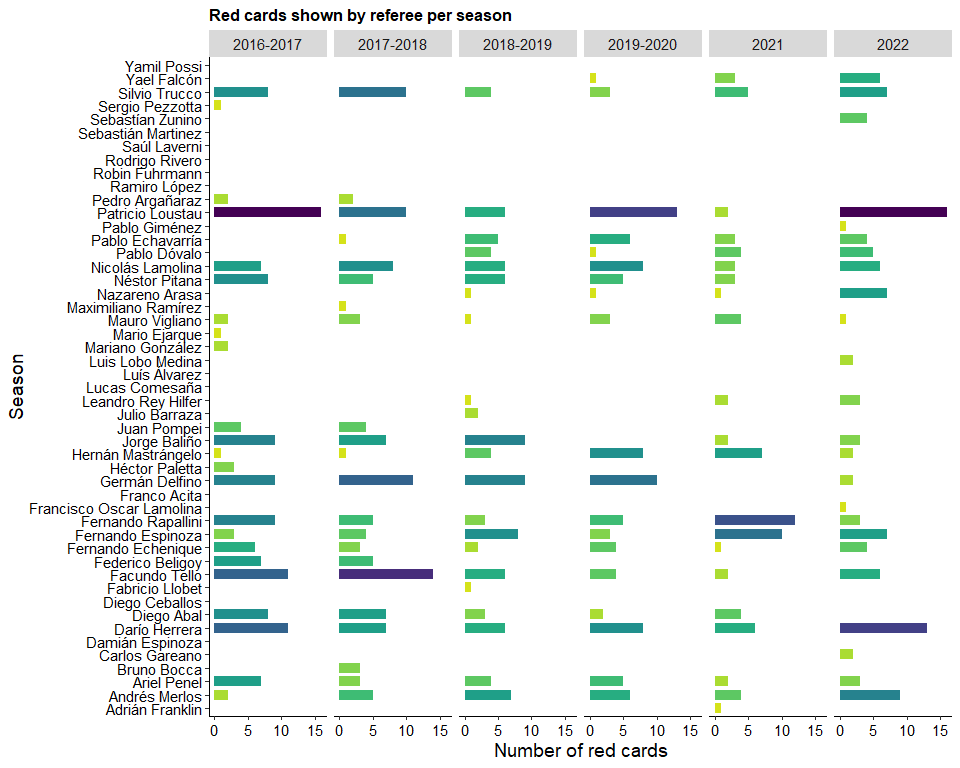 Red cards shown by referee per season
2016-2017 2017-2018 2018-2019 2019-2020 2021 2022
Yamil Possi
Yael Falcón
Silvio Trucco
Sergio Pezzotta
Sebastían Zunino
Sebastián Martinez
Saúl Laverni
Rodrigo Rivero
Robin Fuhrmann
Ramiro López
Pedro Argañaraz
Patricio Loustau
Pablo Giménez
Pablo Echavarría
Pablo Dóvalo
Nicolás Lamolina
Néstor Pitana
Nazareno Arasa
Maximiliano Ramírez
Mauro Vigliano
Mario Ejarque
Mariano González
Luis Lobo Medina
Luís Álvarez
Lucas Comesaña
Leandro Rey Hilfer
Julio Barraza
Juan Pompei
Jorge Baliño
Hernán Mastrángelo
Héctor Paletta
Germán Delfino
Franco Acita
Francisco Oscar Lamolina
Fernando Rapallini
Fernando Espinoza
Fernando Echenique
Federico Beligoy
Facundo Tello
Fabricio Llobet
Diego Ceballos
Diego Abal
Darío Herrera
Damián Espinoza
Carlos Gareano
Bruno Bocca
Ariel Penel
Andrés Merlos
Adrián Franklin
Season
0 5 10 15 0 5 10 15 0 5 10 15 0 5 10 15 0 5 10 15 0 5 10 15
Number of red cards